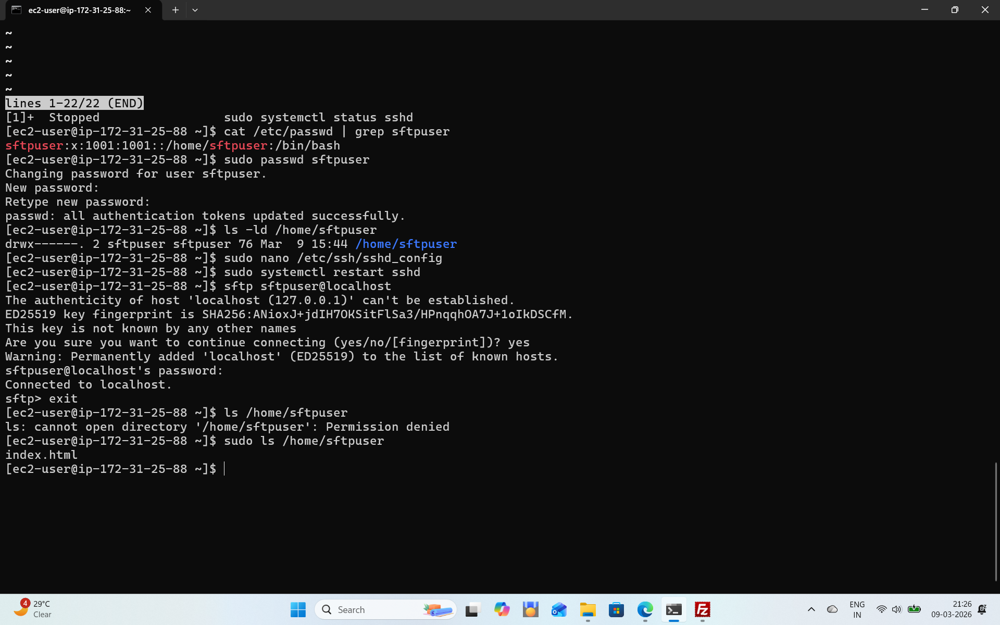 ec2-user@ip-172-31-25-88:~
~
~
~
~
~
lines 1-22/22 (END)
[1]+  Stopped                 sudo systemctl status sshd
[ec2-user@ip-172-31-25-88 ~]$ cat /etc/passwd | grep sftpuser
sftpuser:x:1001:1001::/home/sftpuser:/bin/bash
[ec2-user@ip-172-31-25-88 ~]$ sudo passwd sftpuser
Changing password for user sftpuser.
New password:
Retype new password:
passwd: all authentication tokens updated successfully.
[ec2-user@ip-172-31-25-88 ~]$ ls -ld /home/sftpuser
drwx------. 2 sftpuser sftpuser 76 Mar  9 15:44 /home/sftpuser
[ec2-user@ip-172-31-25-88 ~]$ sudo nano /etc/ssh/sshd_config
[ec2-user@ip-172-31-25-88 ~]$ sudo systemctl restart sshd
[ec2-user@ip-172-31-25-88 ~]$ sftp sftpuser@localhost
The authenticity of host 'localhost (127.0.0.1)' can't be established.
ED25519 key fingerprint is SHA256:ANioxJ+jdIH7OKSitFlSa3/HPnqqhOA7J+1oIkDSCfM.
This key is not known by any other names
Are you sure you want to continue connecting (yes/no/[fingerprint])? yes
Warning: Permanently added 'localhost' (ED25519) to the list of known hosts.
sftpuser@localhost's password:
Connected to localhost.
sftp> exit
[ec2-user@ip-172-31-25-88 ~]$ ls /home/sftpuser
ls: cannot open directory '/home/sftpuser': Permission denied
[ec2-user@ip-172-31-25-88 ~]$ sudo ls /home/sftpuser
index.html
[ec2-user@ip-172-31-25-88 ~]$
4
29°C
Clear
Search
ENG
IN
21:26
09-03-2026